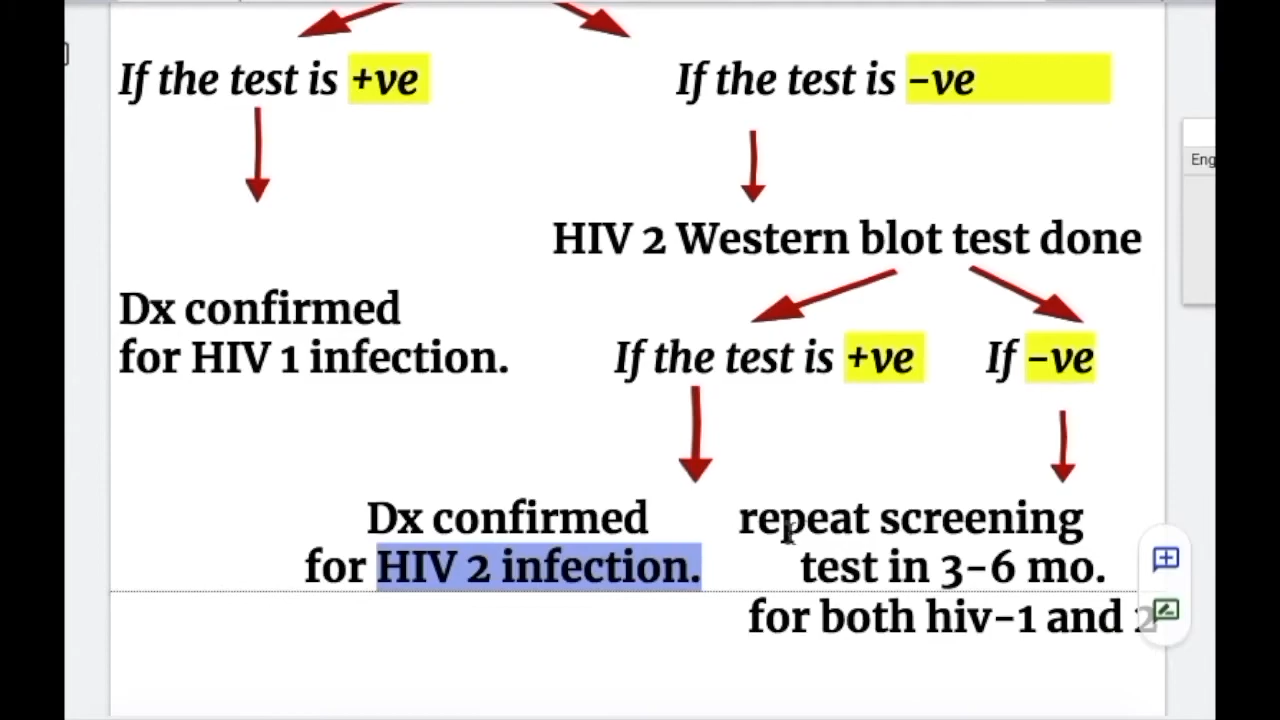 If the test is +ve
If the test is –ve
HIV 2 Western blot test done
Dx confirmed
for HIV 1 infection.
If the test is +ve
If –ve
Dx confirmed
for HIV 2 infection.
repeat screening
test in 3-6 mo.
for both hiv-1 and 2
Eng